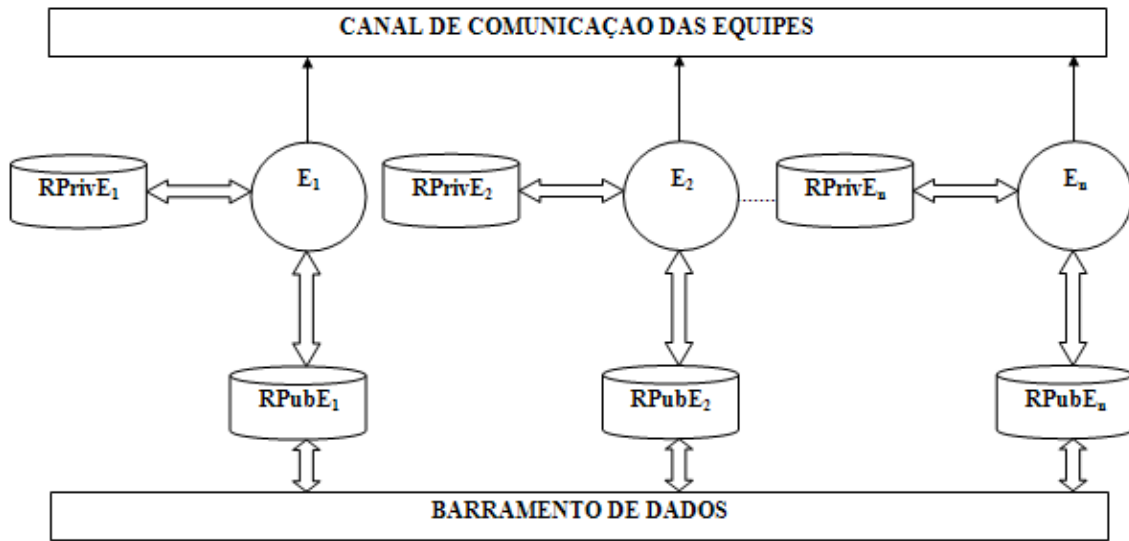 CANAL DE COMUNICAÇAO DAS EQUIPES
RPrivE₁
E₁
RPrivE₂
E₂
RPrivEₙ
Eₙ
RPubE₁
RPubE₂
RPubEₙ
BARRAMENTO DE DADOS